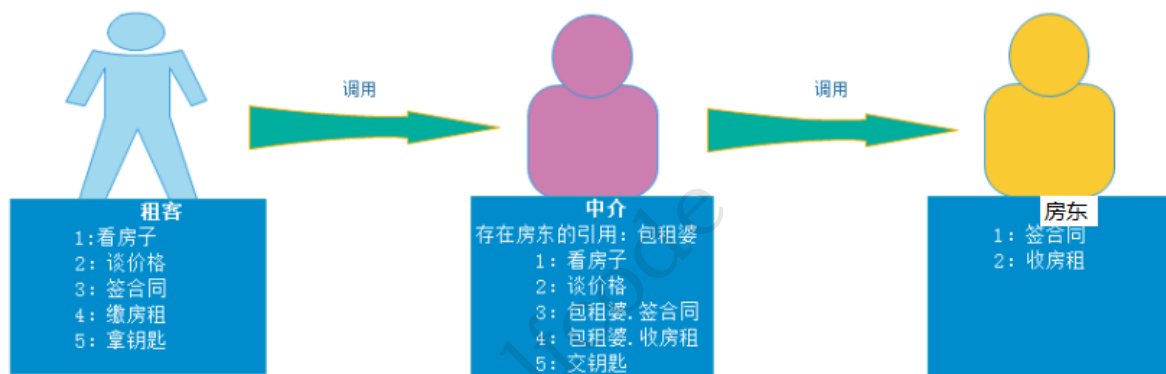 调用
调用
租客
1:看房子
2: 谈价格
3: 签合同
4: 缴房租
5: 拿钥匙
中介
存在房东的引用: 包租婆
1: 看房子
2: 谈价格
3: 包租婆.签合同
4: 包租婆.收房租
5: 交钥匙
房东
1: 签合同
2: 收房租